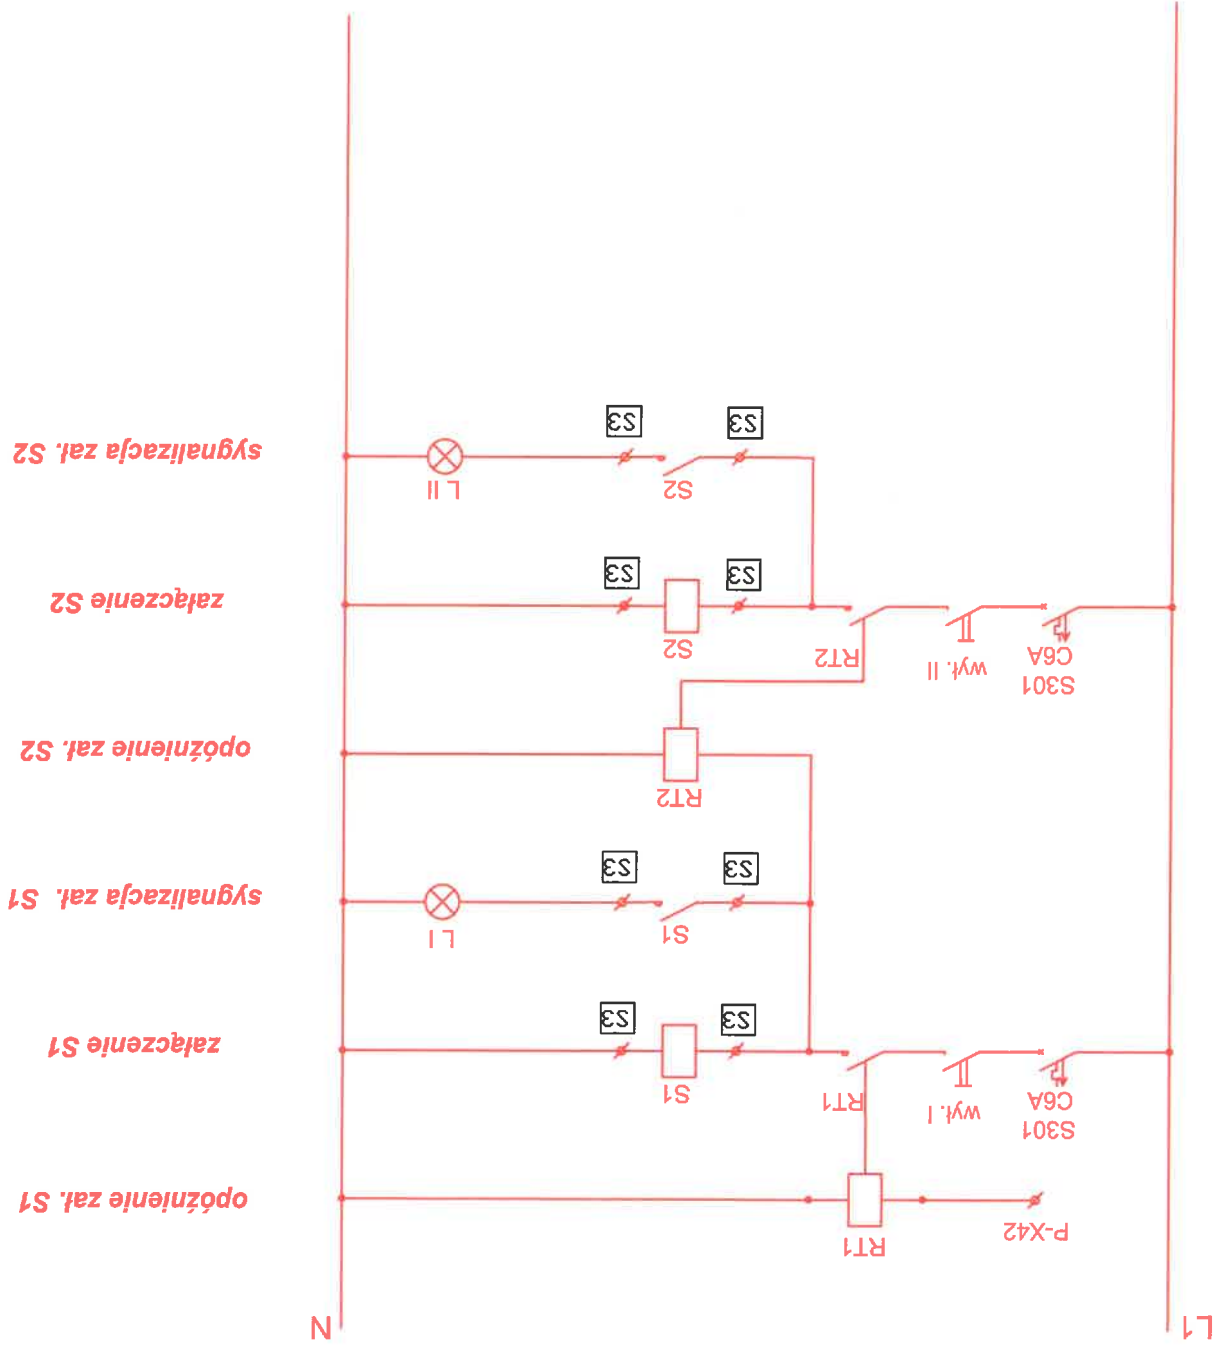 L1
N
P-X42
RT1
opóźnienie zał. S1
S301
C6A
wył. I
RT1
S1
załączenie S1
S3
S3
S1
L I
sygnalizacja zał. S1
S3
S3
RT2
opóźnienie zał. S2
S301
C6A
wył. II
RT2
S2
załączenie S2
S3
S3
S2
L II
sygnalizacja zał. S2
S3
S3